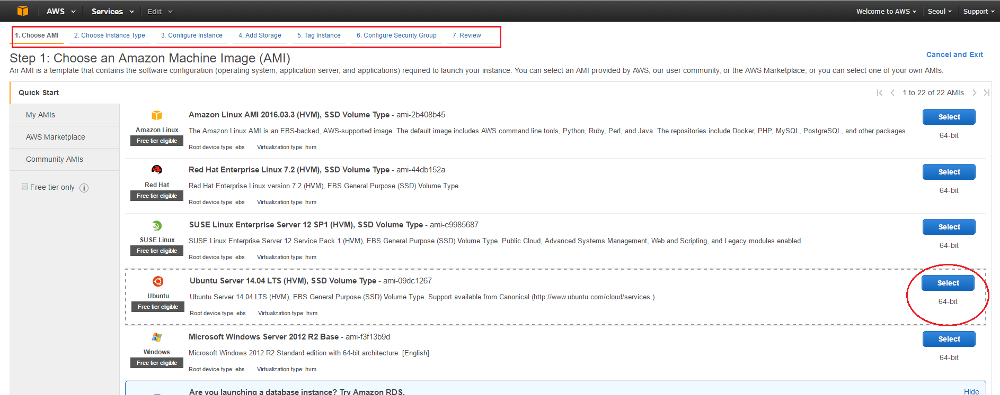 AWS Services Edit Welcome to AWS Seoul Support
1. Choose AMI 2. Choose Instance Type 3. Configure Instance 4. Add Storage 5. Tag Instance 6. Configure Security Group 7. Review
Step 1: Choose an Amazon Machine Image (AMI)
Cancel and Exit
An AMI is a template that contains the software configuration (operating system, application server, and applications) required to launch your instance. You can select an AMI provided by AWS, our user community, or the AWS Marketplace; or you can select one of your own AMIs.
Quick Start
My AMIs
AWS Marketplace
Community AMIs
Free tier only
1 to 22 of 22 AMIs
Amazon Linux
Free tier eligible
Amazon Linux AMI 2016.03.3 (HVM), SSD Volume Type - ami-2b408b45
The Amazon Linux AMI is an EBS-backed, AWS-supported image. The default image includes AWS command line tools, Python, Ruby, Perl, and Java. The repositories include Docker, PHP, MySQL, PostgreSQL, and other packages.
Root device type: ebs Virtualization type: hvm
Select
64-bit
Red Hat
Free tier eligible
Red Hat Enterprise Linux 7.2 (HVM), SSD Volume Type - ami-44db152a
Red Hat Enterprise Linux version 7.2 (HVM), EBS General Purpose (SSD) Volume Type
Root device type: ebs Virtualization type: hvm
Select
64-bit
SUSE Linux
Free tier eligible
SUSE Linux Enterprise Server 12 SP1 (HVM), SSD Volume Type - ami-e9985687
SUSE Linux Enterprise Server 12 Service Pack 1 (HVM), EBS General Purpose (SSD) Volume Type. Public Cloud, Advanced Systems Management, Web and Scripting, and Legacy modules enabled.
Root device type: ebs Virtualization type: hvm
Select
64-bit
Ubuntu
Free tier eligible
Ubuntu Server 14.04 LTS (HVM), SSD Volume Type - ami-09dc1267
Ubuntu Server 14.04 LTS (HVM), EBS General Purpose (SSD) Volume Type. Support available from Canonical (http://www.ubuntu.com/cloud/services ).
Root device type: ebs Virtualization type: hvm
Select
64-bit
Windows
Free tier eligible
Microsoft Windows Server 2012 R2 Base - ami-f3f13b9d
Microsoft Windows 2012 R2 Standard edition with 64-bit architecture. [English]
Root device type: ebs Virtualization type: hvm
Select
64-bit
Are you launching a database instance? Try Amazon RDS.
Hide